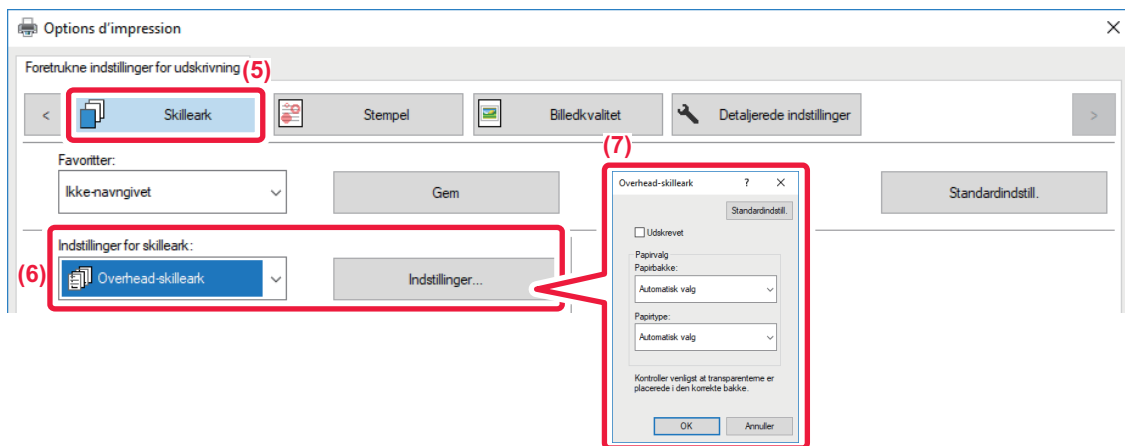 Options d’impression
Foretrukne indstillinger for udskrivning
(5)
< Skilleark Stempel Billedkvalitet Detaljerede indstillinger >
(7)
Favoritter:
Ikke-navngivet Gem Standardindstill.
Indstillinger for skilleark:
(6) Overhead-skilleark Indstillinger...
Overhead-skilleark ?
Standardindstill.
Udskrevet
Papirvalg
Papirbakke:
Automatisk valg
Papirtype:
Automatisk valg
Kontroller venligst at transparenterne er
placerede i den korrekte bakke.
OK Annuller